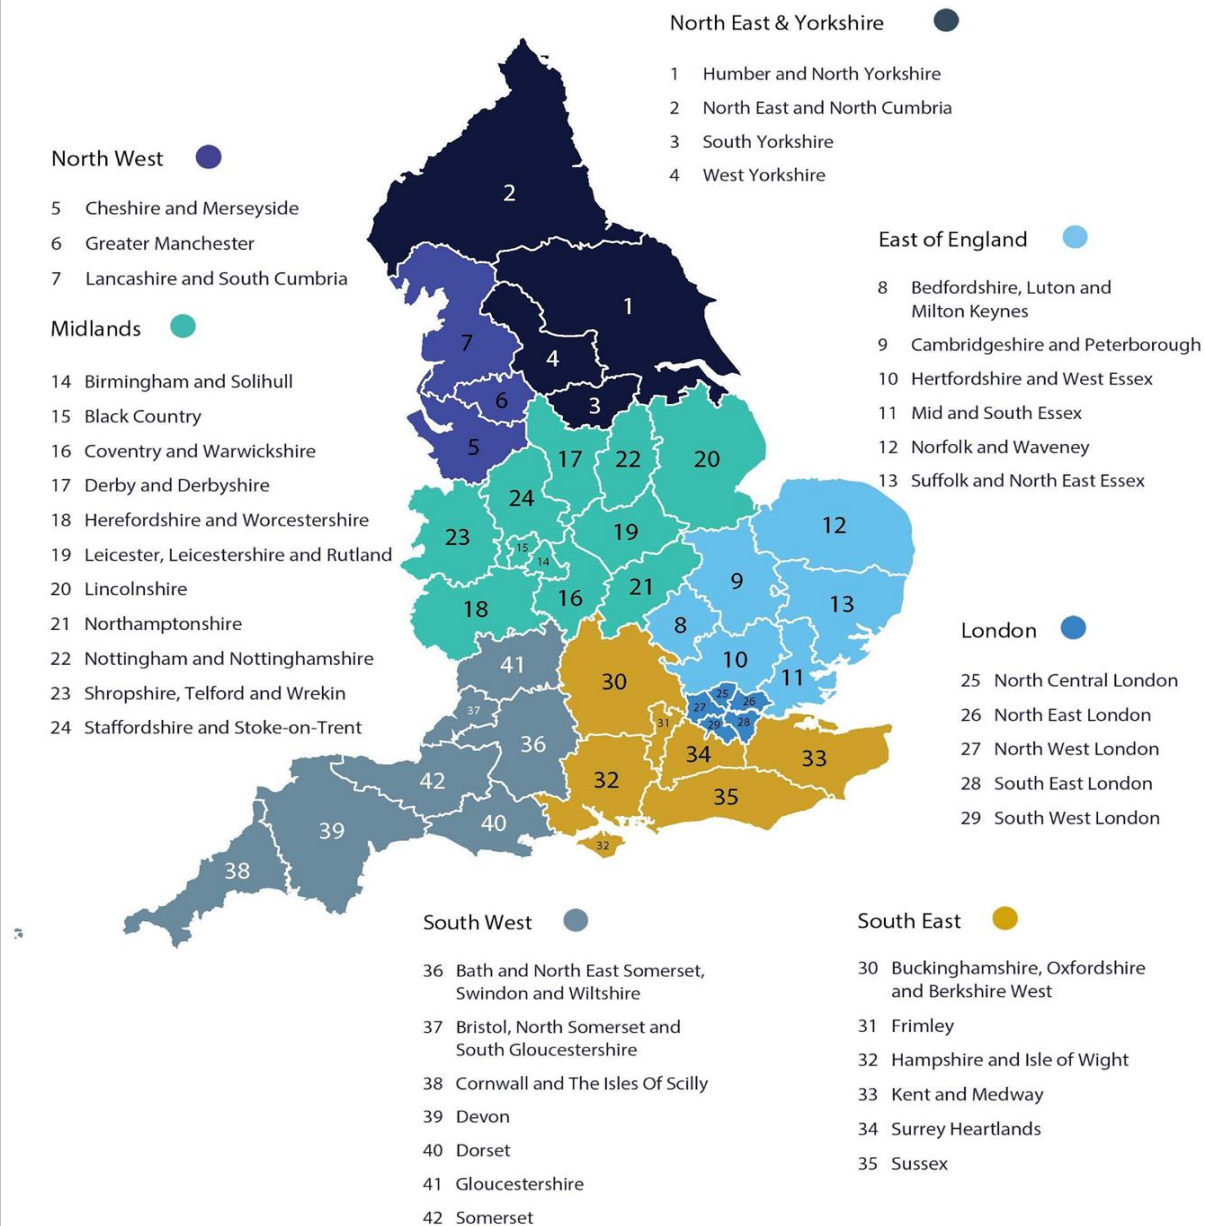 North East & Yorkshire
1 Humber and North Yorkshire
2 North East and North Cumbria
3 South Yorkshire
4 West Yorkshire
North West
5 Cheshire and Merseyside
6 Greater Manchester
7 Lancashire and South Cumbria
Midlands
14 Birmingham and Solihull
15 Black Country
16 Coventry and Warwickshire
17 Derby and Derbyshire
18 Herefordshire and Worcestershire
19 Leicester, Leicestershire and Rutland
20 Lincolnshire
21 Northamptonshire
22 Nottingham and Nottinghamshire
23 Shropshire, Telford and Wrekin
24 Staffordshire and Stoke-on-Trent
East of England
8 Bedfordshire, Luton and
Milton Keynes
9 Cambridgeshire and Peterborough
10 Hertfordshire and West Essex
11 Mid and South Essex
12 Norfolk and Waveney
13 Suffolk and North East Essex
London
25 North Central London
26 North East London
27 North West London
28 South East London
29 South West London
2
1
7
4
6
3
5
17
22
20
24
23
19
15
14
12
9
21
16
18
13
8
41
10
30
11
25
26
27
37
31
29
28
36
34
33
42
32
35
39
40
32
38
South West
36 Bath and North East Somerset,
Swindon and Wiltshire
37 Bristol, North Somerset and
South Gloucestershire
38 Cornwall and The Isles Of Scilly
39 Devon
40 Dorset
41 Gloucestershire
42 Somerset
South East
30 Buckinghamshire, Oxfordshire
and Berkshire West
31 Frimley
32 Hampshire and Isle of Wight
33 Kent and Medway
34 Surrey Heartlands
35 Sussex